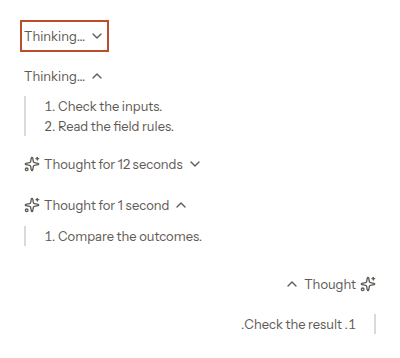 Thinking...
Thinking...
1. Check the inputs.
2. Read the field rules.
Thought for 12 seconds
Thought for 1 second
1. Compare the outcomes.
Thought
.Check the result .1